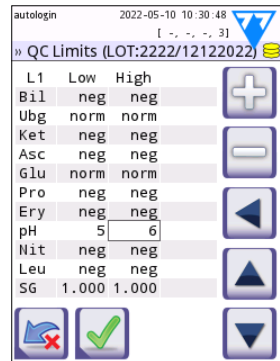 autologin 2022-05-10 10:30:48
[ -, -, -, 3]
» QC Limits (LOT:2222/12122022)
L1 Low High
Bil neg neg
Ubg norm norm
Ket neg neg
Asc neg neg
Glu norm norm
Pro neg neg
Ery neg neg
pH 5 6
Nit neg neg
Leu neg neg
SG 1.000 1.000